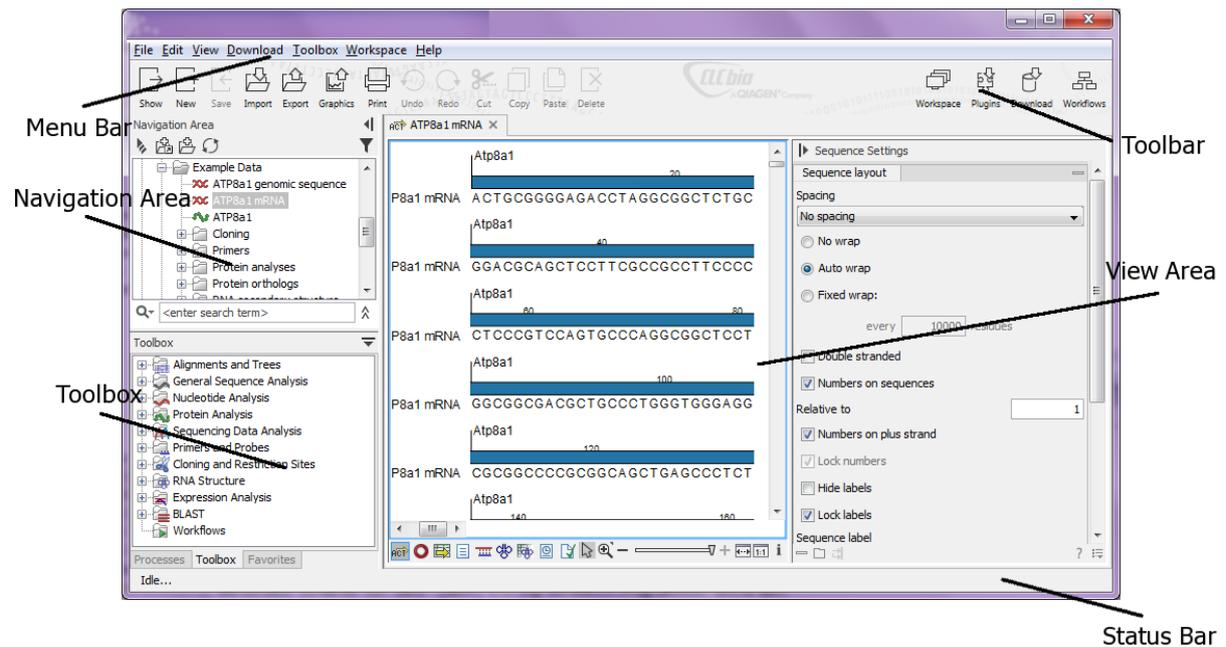 File Edit View Download Toolbox Workspace Help
Show New Save Import Export Graphics Print Undo Redo Cut Copy Paste Delete
CLC bio
A QIAGEN Company
Workspace Plugins Download Workflows
Menu Bar
Toolbar
Navigation Area
Example Data
ATP8a1 genomic sequence
ATP8a1 mRNA
ATP8a1
Cloning
Primers
Protein analyses
Protein orthologs
RNA secondary structure
<enter search term>
Navigation Area
Toolbox
Alignments and Trees
General Sequence Analysis
Nucleotide Analysis
Protein Analysis
Sequencing Data Analysis
Primers and Probes
Cloning and Restriction Sites
RNA Structure
Expression Analysis
BLAST
Workflows
Toolbox
Processes Toolbox Favorites
Idle...
ACT ATP8a1 mRNA
Atp8a1
20
P8a1 mRNA ACTGCGGGGAGACCTAGGCGGCTCTGC
Atp8a1
40
P8a1 mRNA GGACGCAGCTCCTTCGCCGCCTTCCCC
Atp8a1
60 80
P8a1 mRNA CTCCCGTCCAGTGCCCAGGCGGCTCCT
Atp8a1
100
P8a1 mRNA GGCGGCGACGCTGCCCTGGGTGGGAGG
Atp8a1
120
P8a1 mRNA CGCGGCCCCGCGGCAGCTGAGCCCTCT
Atp8a1
140 160
ACT
1:1
i
Sequence Settings
Sequence layout
Spacing
No spacing
No wrap
Auto wrap
Fixed wrap:
every 10000 residues
Double stranded
Numbers on sequences
Relative to 1
Numbers on plus strand
Lock numbers
Hide labels
Lock labels
Sequence label
?
View Area
Status Bar